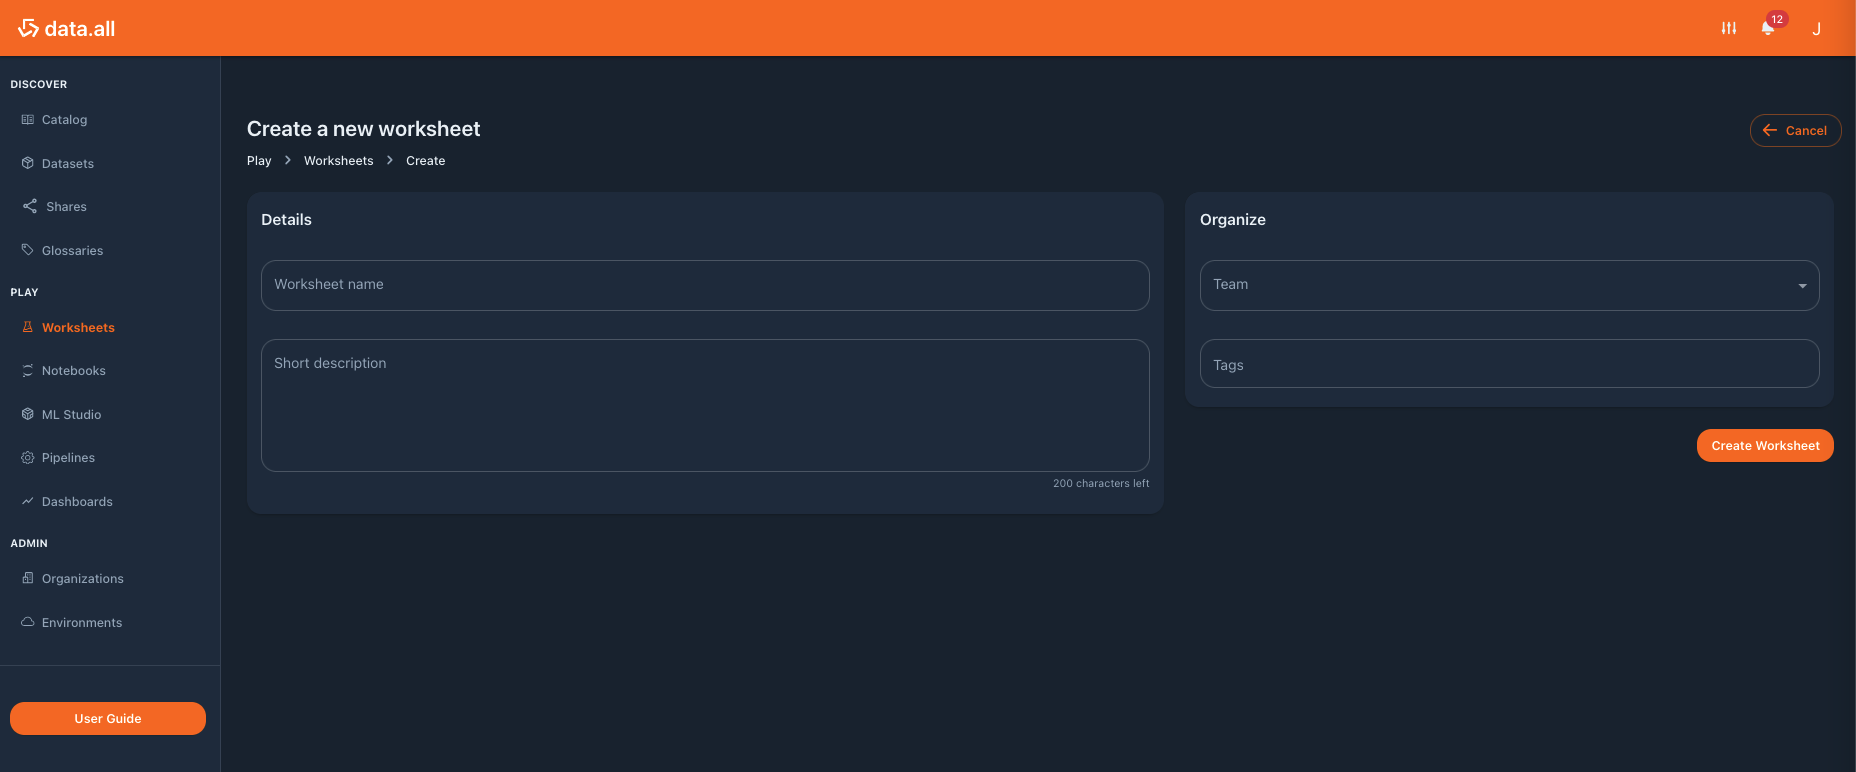 data.all
12
J
DISCOVER
Catalog
Datasets
Shares
Glossaries
PLAY
Worksheets
Notebooks
ML Studio
Pipelines
Dashboards
ADMIN
Organizations
Environments
User Guide
Create a new worksheet
Cancel
Play > Worksheets > Create
Details
Worksheet name
Short description
200 characters left
Organize
Team
Tags
Create Worksheet